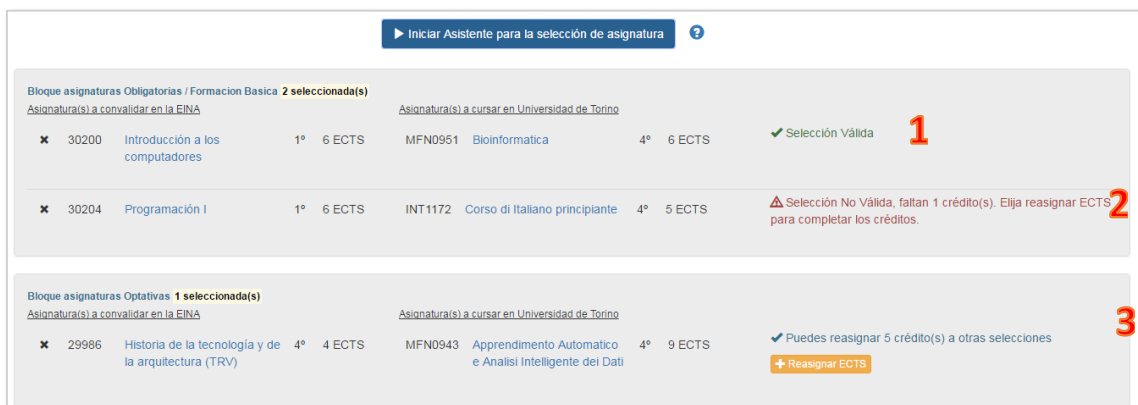 Iniciar Asistente para la selección de asignatura
Bloque asignaturas Obligatorias / Formacion Basica 2 seleccionada(s)
Asignatura(s) a convalidar en la EINA Asignatura(s) a cursar en Universidad de Torino
30200 Introducción a los 1º 6 ECTS MFN0951 Bioinformatica 4º 6 ECTS Selección Válida 1
computadores
30204 Programación I 1º 6 ECTS INT1172 Corso di Italiano principiante 4º 5 ECTS Selección No Válida, faltan 1 crédito(s). Elija reasignar ECTS 2
para completar los créditos.
Bloque asignaturas Optativas 1 seleccionada(s)
Asignatura(s) a convalidar en la EINA Asignatura(s) a cursar en Universidad de Torino
3
29986 Historia de la tecnología y de 4º 4 ECTS MFN0943 Apprendimento Automatico 4º 9 ECTS Puedes reasignar 5 crédito(s) a otras selecciones
la arquitectura (TRV) e Analisi Intelligente dei Dati
Reasignar ECTS